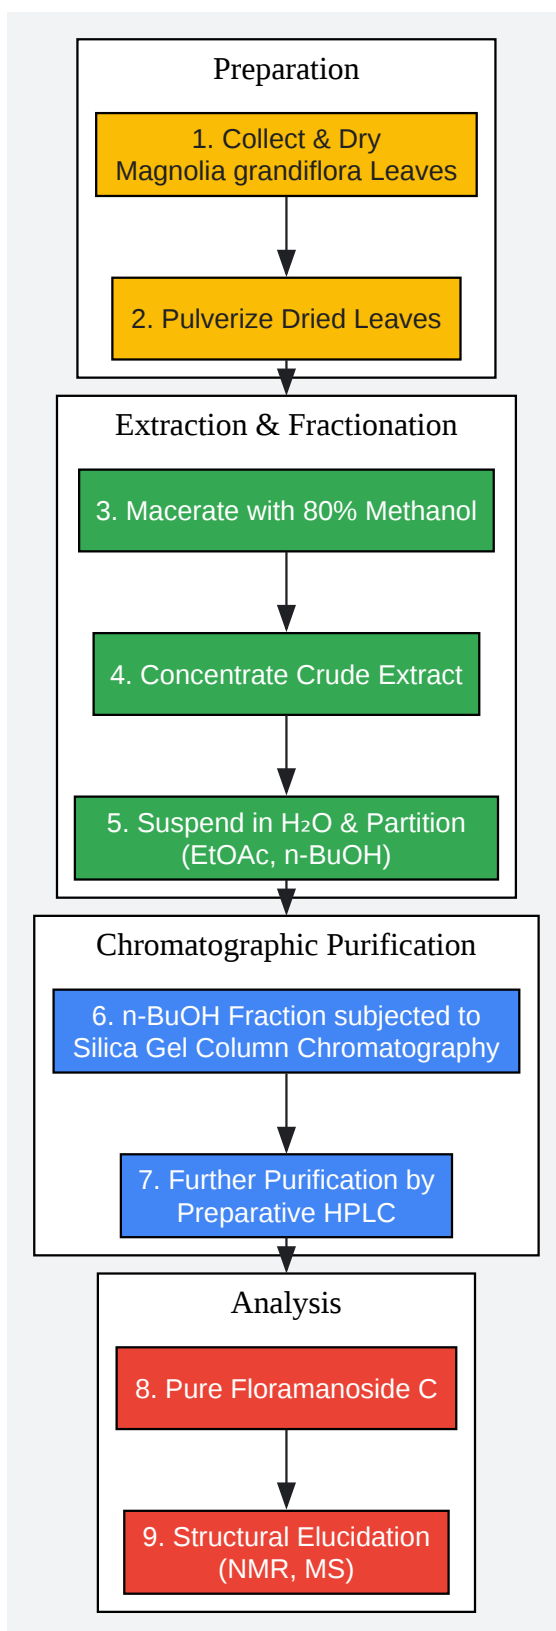 Preparation
1. Collect & Dry
Magnolia grandiflora Leaves
2. Pulverize Dried Leaves
Extraction & Fractionation
3. Macerate with 80% Methanol
4. Concentrate Crude Extract
5. Suspend in H₂O & Partition
(EtOAc, n-BuOH)
Chromatographic Purification
6. n-BuOH Fraction subjected to
Silica Gel Column Chromatography
7. Further Purification by
Preparative HPLC
Analysis
8. Pure Floramanoside C
9. Structural Elucidation
(NMR, MS)